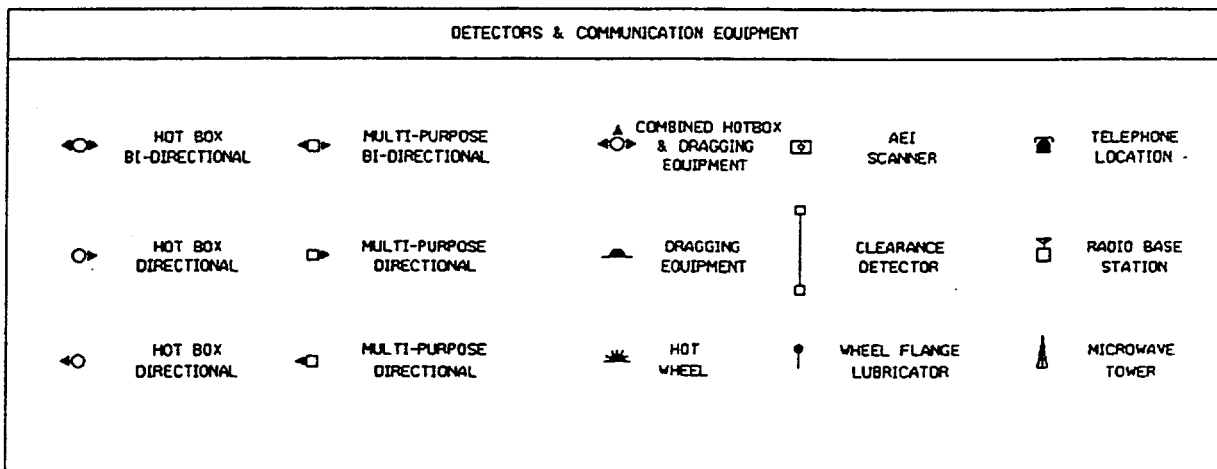 DETECTORS & COMMUNICATION EQUIPMENT
HOT BOX
BI-DIRECTIONAL
MULTI-PURPOSE
BI-DIRECTIONAL
COMBINED HOTBOX
& DRAGGING
EQUIPMENT
AEI
SCANNER
TELEPHONE
LOCATION
HOT BOX
DIRECTIONAL
MULTI-PURPOSE
DIRECTIONAL
DRAGGING
EQUIPMENT
CLEARANCE
DETECTOR
RADIO BASE
STATION
HOT BOX
DIRECTIONAL
MULTI-PURPOSE
DIRECTIONAL
HOT
WHEEL
WHEEL FLANGE
LUBRICATOR
MICROWAVE
TOWER